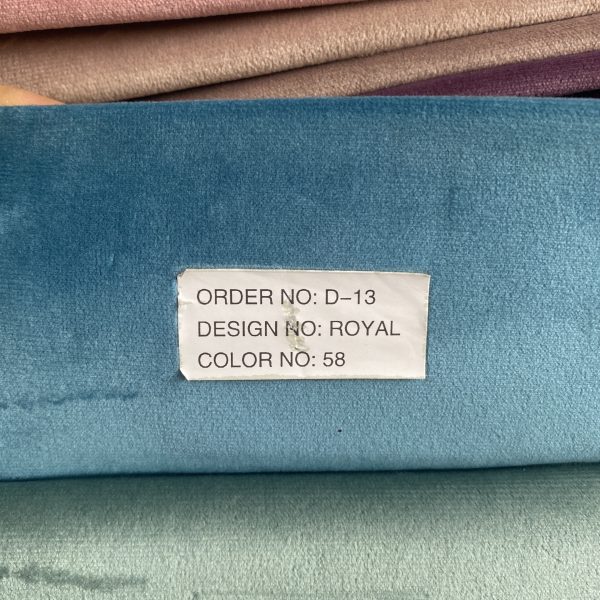 ORDER NO: D-13
DESIGN NO: ROYAL
COLOR NO: 58